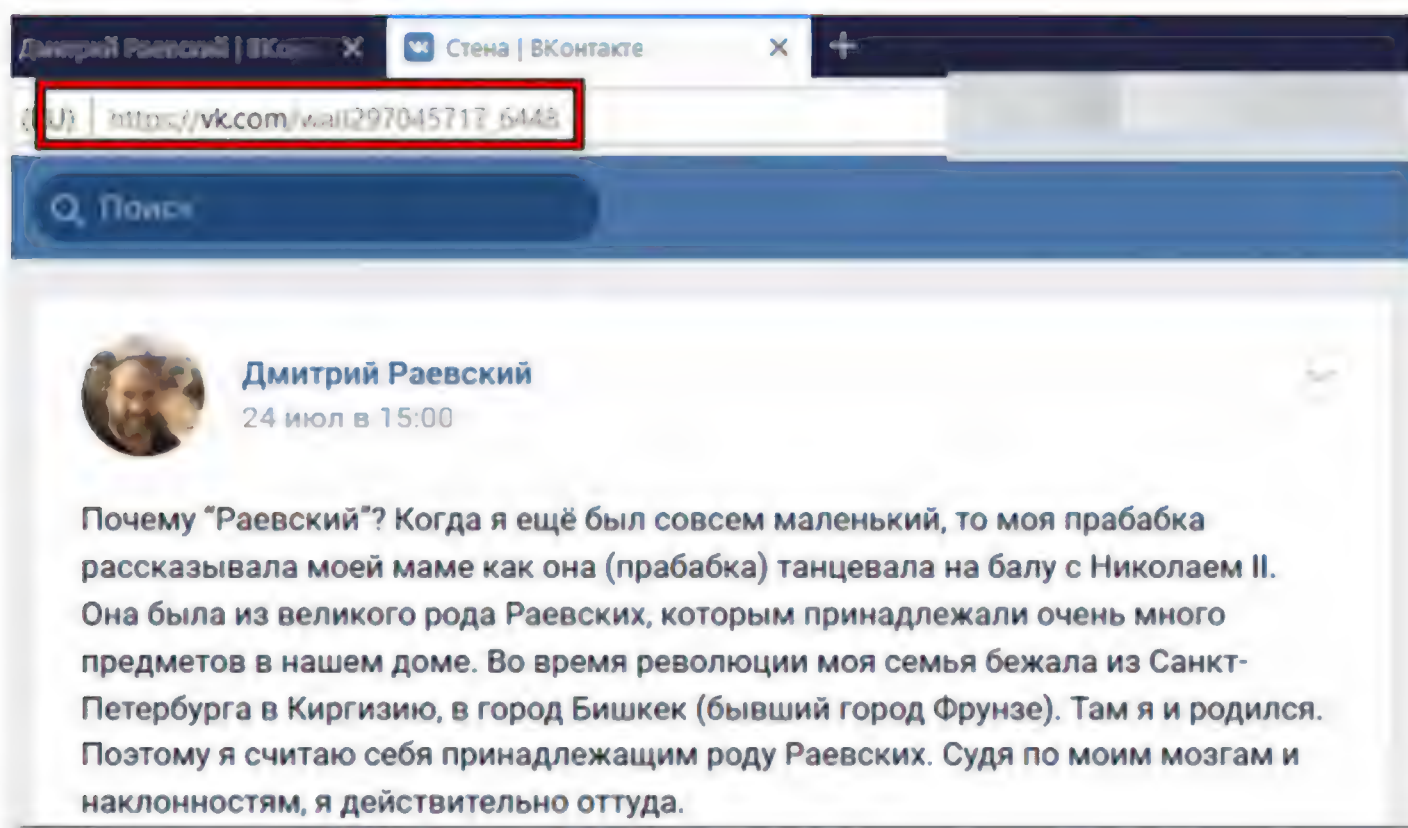 Дмитрий Раевский | ВКон
Стена | ВКонтакте
https://vk.com/wall297045717_6448
Поиск
Дмитрий Раевский
24 июл в 15:00
Почему “Раевский”? Когда я ещё был совсем маленький, то моя прабабка
рассказывала моей маме как она (прабабка) танцевала на балу с Николаем II.
Она была из великого рода Раевских, которым принадлежали очень много
предметов в нашем доме. Во время революции моя семья бежала из Санкт-
Петербурга в Киргизию, в город Бишкек (бывший город Фрунзе). Там я и родился.
Поэтому я считаю себя принадлежащим роду Раевских. Судя по моим мозгам и
наклонностям, я действительно оттуда.